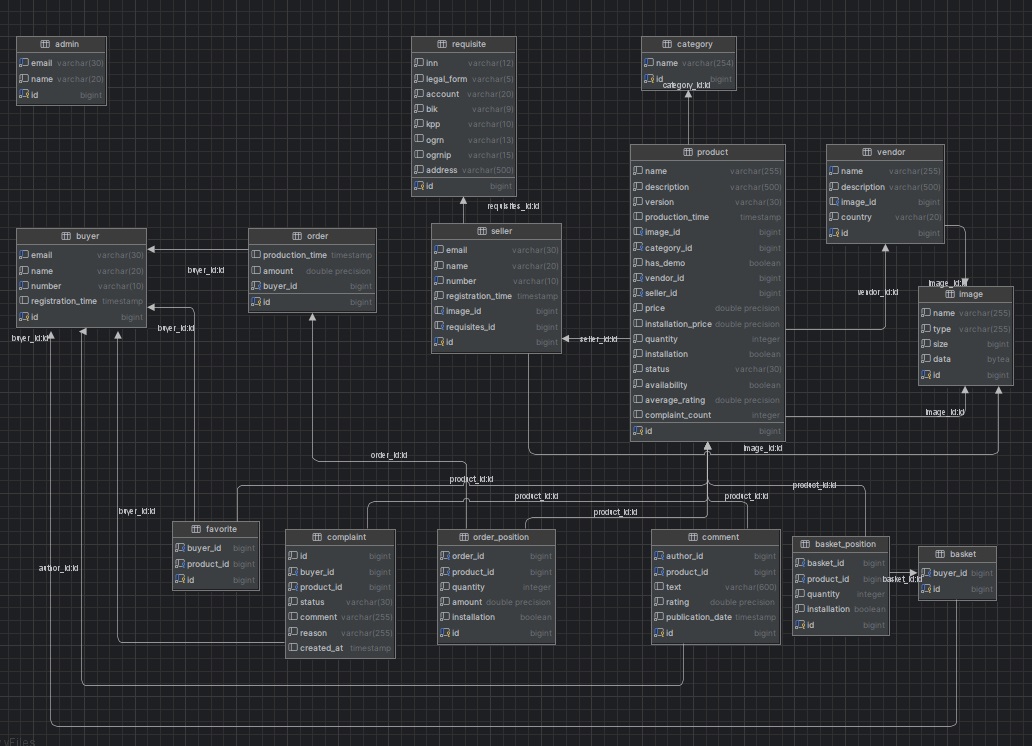 admin
email varchar(30)
name varchar(20)
id bigint
requisite
inn varchar(12)
legal_form varchar(5)
account varchar(20)
bik varchar(9)
kpp varchar(10)
ogrn varchar(13)
ogrnip varchar(15)
address varchar(500)
id bigint
category
name varchar(254)
id bigint
category_id:id
product
name varchar(255)
description varchar(500)
version varchar(30)
production_time timestamp
image_id bigint
category_id bigint
has_demo boolean
vendor_id bigint
seller_id bigint
price double precision
installation_price double precision
quantity integer
installation boolean
status varchar(30)
availability boolean
average_rating double precision
complaint_count integer
id bigint
vendor
name varchar(255)
description varchar(500)
image_id bigint
country varchar(20)
id bigint
requisites_id:id
buyer
email varchar(30)
name varchar(20)
number varchar(10)
registration_time timestamp
id bigint
order
production_time timestamp
amount double precision
buyer_id bigint
id bigint
seller
email varchar(30)
name varchar(20)
number varchar(10)
registration_time timestamp
image_id bigint
requisites_id bigint
id bigint
buyer_id:id
buyer_id:id
buyer_id:id
seller_id:id
vendor_id:id
image_id:id
image
name varchar(255)
type varchar(255)
size bigint
data bytea
id bigint
image_id:id
image_id:id
order_id:id
product_id:id
product_id:id
product_id:id
product_id:id
product_id:id
buyer_id:id
author_id:id
favorite
buyer_id bigint
product_id bigint
id bigint
complaint
id bigint
buyer_id bigint
product_id bigint
status varchar(30)
comment varchar(255)
reason varchar(255)
created_at timestamp
order_position
order_id bigint
product_id bigint
quantity integer
amount double precision
installation boolean
id bigint
comment
author_id bigint
product_id bigint
text varchar(600)
rating double precision
publication_date timestamp
id bigint
basket_position
basket_id bigint
product_id bigint
quantity integer
installation boolean
id bigint
basket_id:id
basket
buyer_id bigint
id bigint